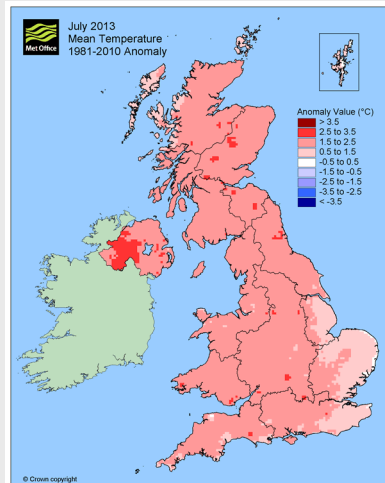 Met Office
July 2013
Mean Temperature
1981-2010 Anomaly
Anomaly Value (°C)
> 3.5
2.5 to 3.5
1.5 to 2.5
0.5 to 1.5
-0.5 to 0.5
-1.5 to -0.5
-2.5 to -1.5
-3.5 to -2.5
< -3.5
© Crown copyright